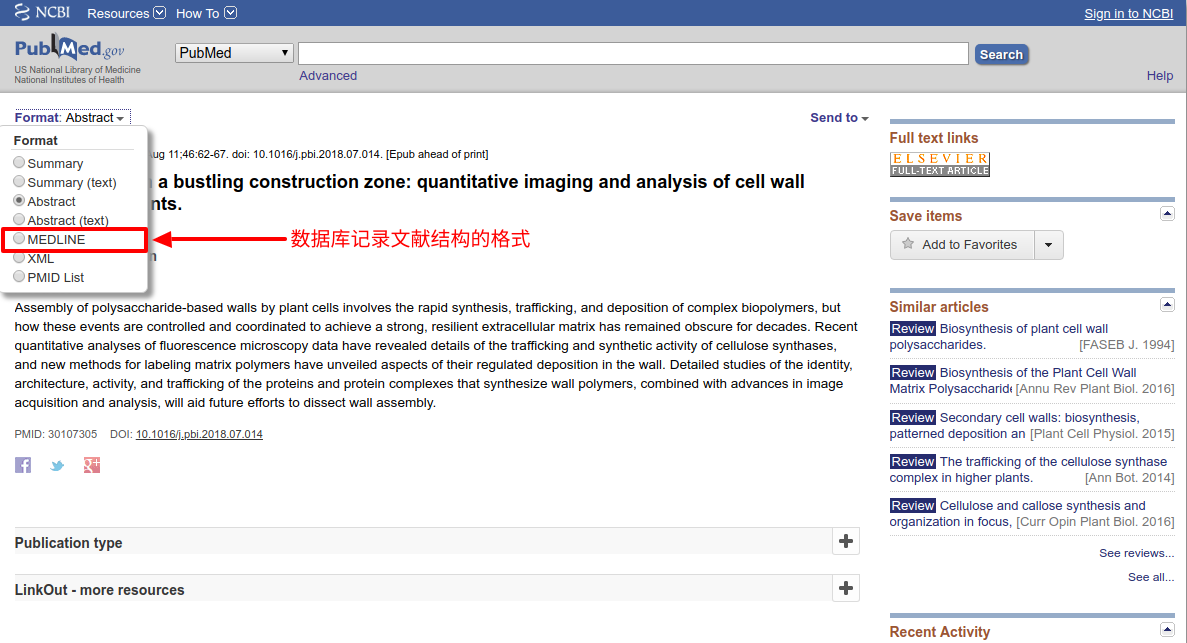 NCBI Resources How To Sign in to NCBI
PubMed.gov
US National Library of Medicine
National Institutes of Health
PubMed
Search
Advanced
Help
Format: Abstract
Send to
Format
Summary
Summary (text)
Abstract
Abstract (text)
MEDLINE
XML
PMID List
数据库记录文献结构的格式
ug 11;46:62-67. doi: 10.1016/j.pbi.2018.07.014. [Epub ahead of print]
a bustling construction zone: quantitative imaging and analysis of cell wall
nts.
n
Assembly of polysaccharide-based walls by plant cells involves the rapid synthesis, trafficking, and deposition of complex biopolymers, but
how these events are controlled and coordinated to achieve a strong, resilient extracellular matrix has remained obscure for decades. Recent
quantitative analyses of fluorescence microscopy data have revealed details of the trafficking and synthetic activity of cellulose synthases,
and new methods for labeling matrix polymers have unveiled aspects of their regulated deposition in the wall. Detailed studies of the identity,
architecture, activity, and trafficking of the proteins and protein complexes that synthesize wall polymers, combined with advances in image
acquisition and analysis, will aid future efforts to dissect wall assembly.
PMID: 30107305 DOI: 10.1016/j.pbi.2018.07.014
f g+
Publication type
LinkOut - more resources
Full text links
ELSEVIER
FULL-TEXT ARTICLE
Save items
Add to Favorites
Similar articles
Review Biosynthesis of plant cell wall
polysaccharides. [FASEB J. 1994]
Review Biosynthesis of the Plant Cell Wall
Matrix Polysaccharide [Annu Rev Plant Biol. 2016]
Review Secondary cell walls: biosynthesis,
patterned deposition an [Plant Cell Physiol. 2015]
Review The trafficking of the cellulose synthase
complex in higher plants. [Ann Bot. 2014]
Review Cellulose and callose synthesis and
organization in focus, [Curr Opin Plant Biol. 2016]
See reviews...
See all...
Recent Activity